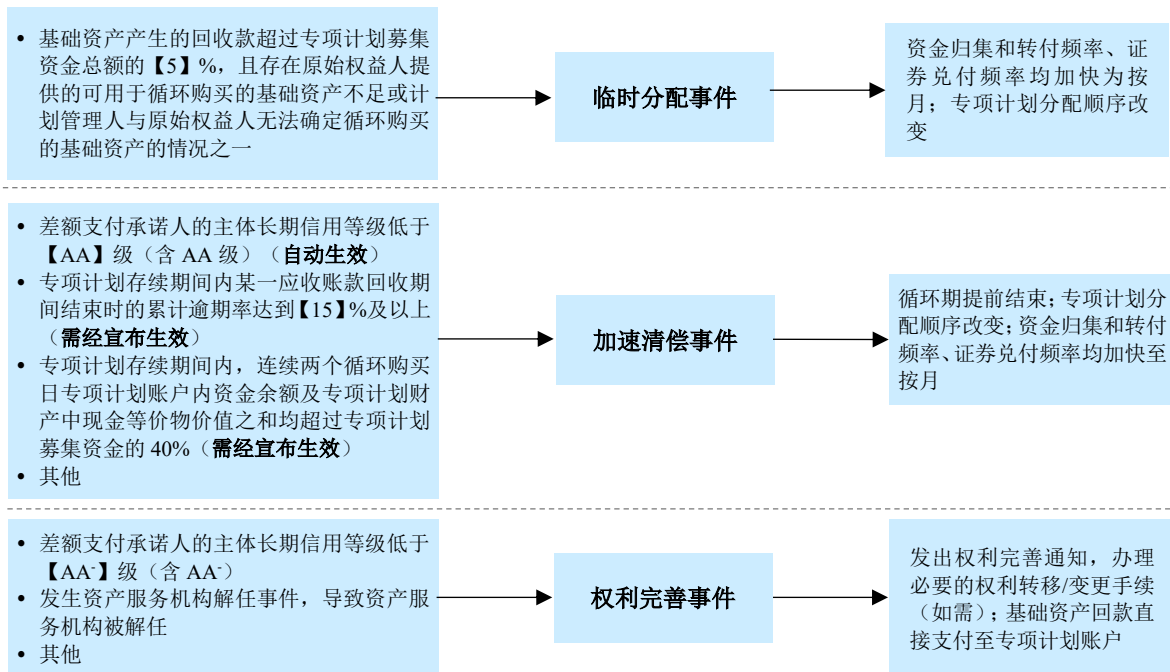 • 基础资产产生的回收款超过专项计划募集
资金总额的【5】%，且存在原始权益人提
供的可用于循环购买的基础资产不足或计
划管理人与原始权益人无法确定循环购买
的基础资产的情况之一
临时分配事件
资金归集和转付频率、证
券兑付频率均加快为按
月；专项计划分配顺序改
变
• 差额支付承诺人的主体长期信用等级低于
【AA】级（含 AA 级）（自动生效）
• 专项计划存续期间内某一应收账款回收期
间结束时的累计逾期率达到【15】%及以上
（需经宣布生效）
• 专项计划存续期间内，连续两个循环购买
日专项计划账户内资金余额及专项计划财
产中现金等价物价值之和均超过专项计划
募集资金的 40%（需经宣布生效）
• 其他
加速清偿事件
循环期提前结束；专项计划分
配顺序改变；资金归集和转付
频率、证券兑付频率均加快至
按月
• 差额支付承诺人的主体长期信用等级低于
【AA⁻】级（含 AA⁻）
• 发生资产服务机构解任事件，导致资产服
务机构被解任
• 其他
权利完善事件
发出权利完善通知，办理
必要的权利转移/变更手续
（如需）；基础资产回款直
接支付至专项计划账户